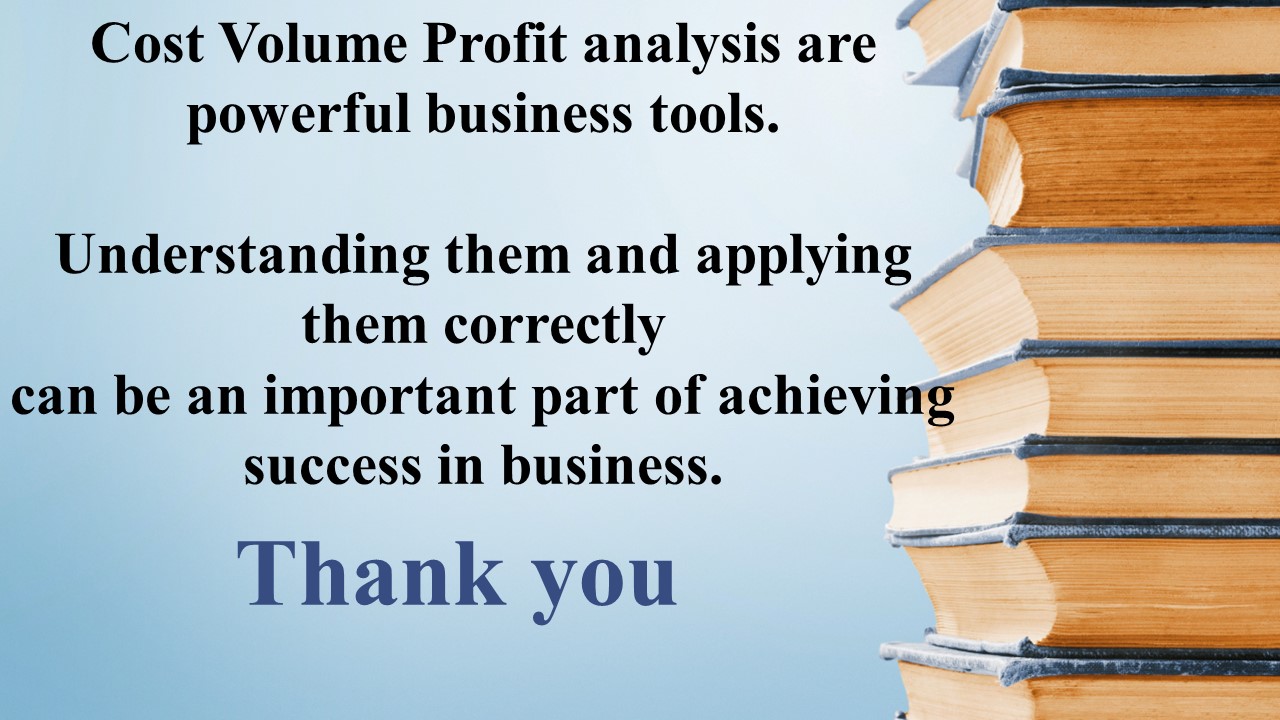 Cost Volume Profit analysis are
powerful business tools.
Understanding them and applying
them correctly
can be an important part of achieving
success in business.
Thank you